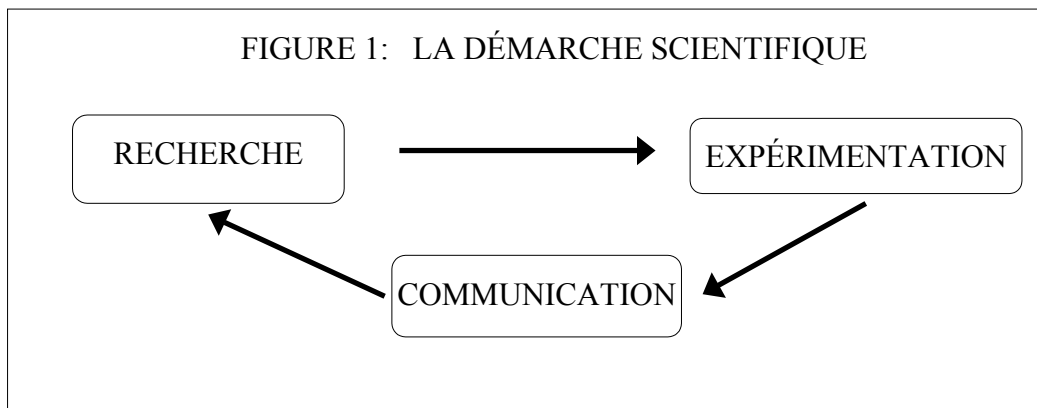 FIGURE 1: LA DÉMARCHE SCIENTIFIQUE
RECHERCHE
EXPÉRIMENTATION
COMMUNICATION